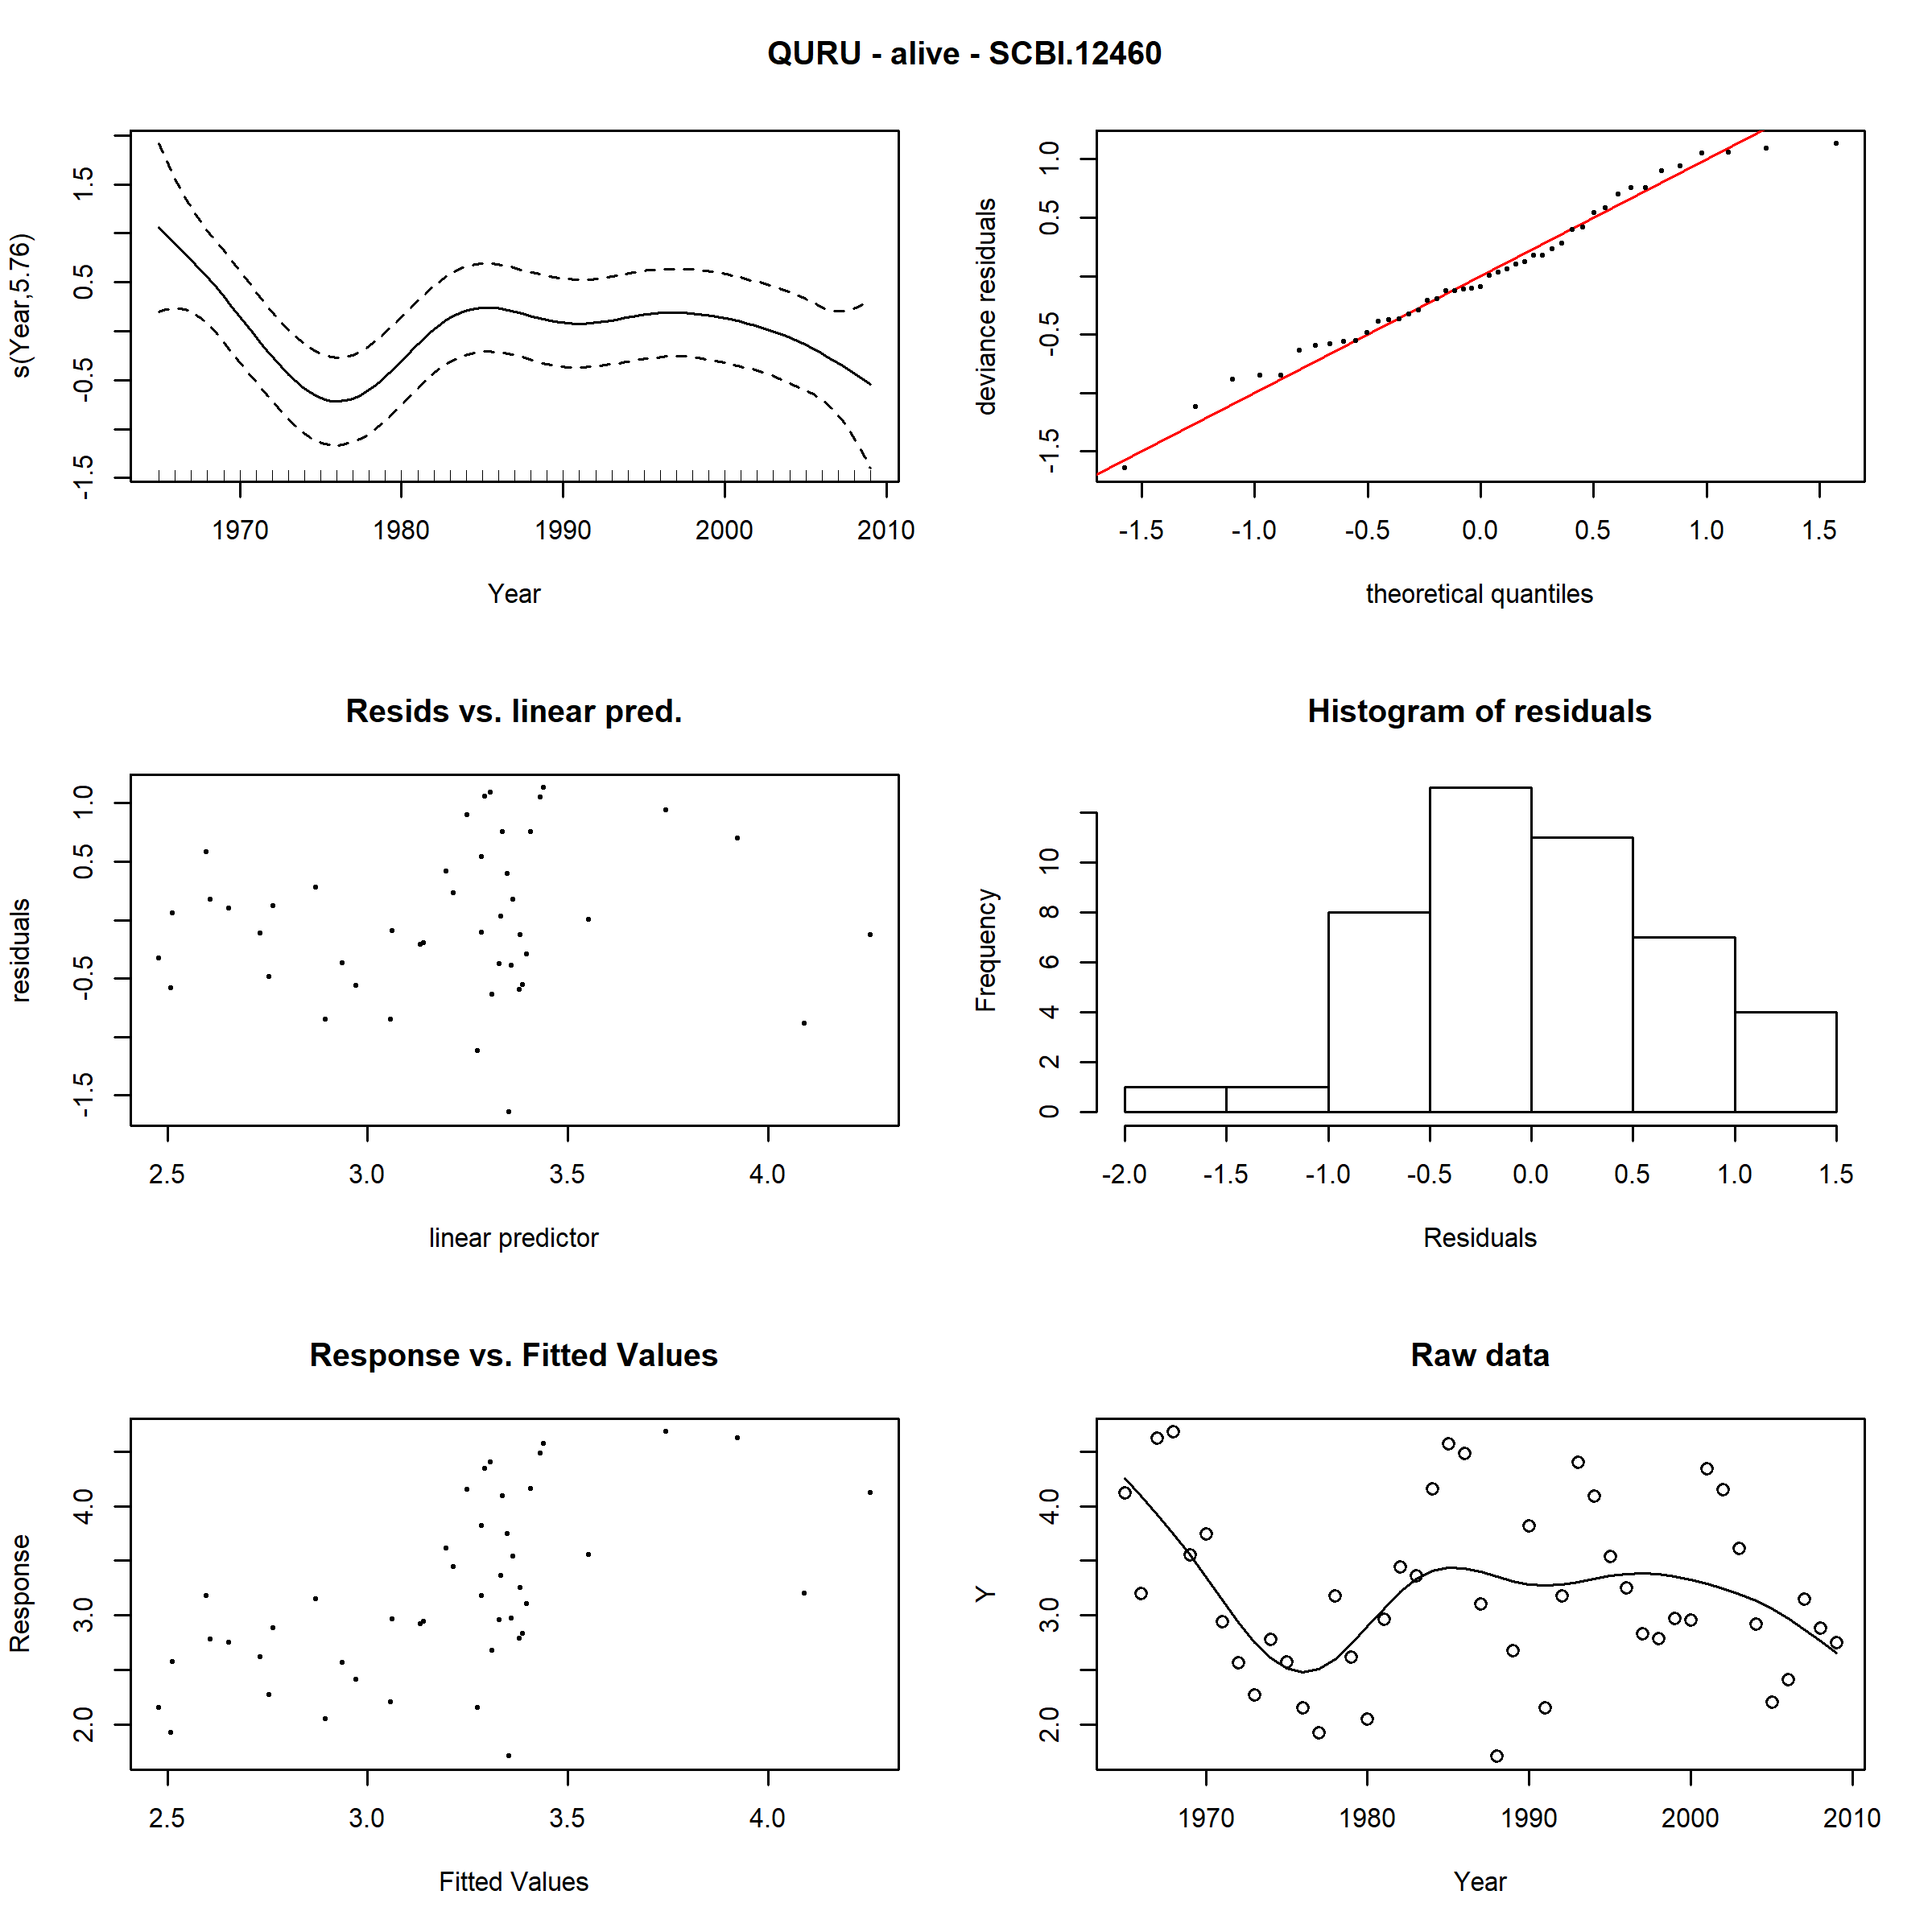 QURU - alive - SCBI.12460
s(Year,5.76)
-1.5 -0.5 0.5 1.5
1970 1980 1990 2000 2010
Year
deviance residuals
-1.5 -0.5 0.5 1.0
-1.5 -1.0 -0.5 0.0 0.5 1.0 1.5
theoretical quantiles
Resids vs. linear pred.
residuals
-1.5 -0.5 0.5 1.0
2.5 3.0 3.5 4.0
linear predictor
Histogram of residuals
Frequency
0 2 4 6 8 10
-2.0 -1.5 -1.0 -0.5 0.0 0.5 1.0 1.5
Residuals
Response vs. Fitted Values
Response
2.0 3.0 4.0
2.5 3.0 3.5 4.0
Fitted Values
Raw data
Y
2.0 3.0 4.0
1970 1980 1990 2000 2010
Year